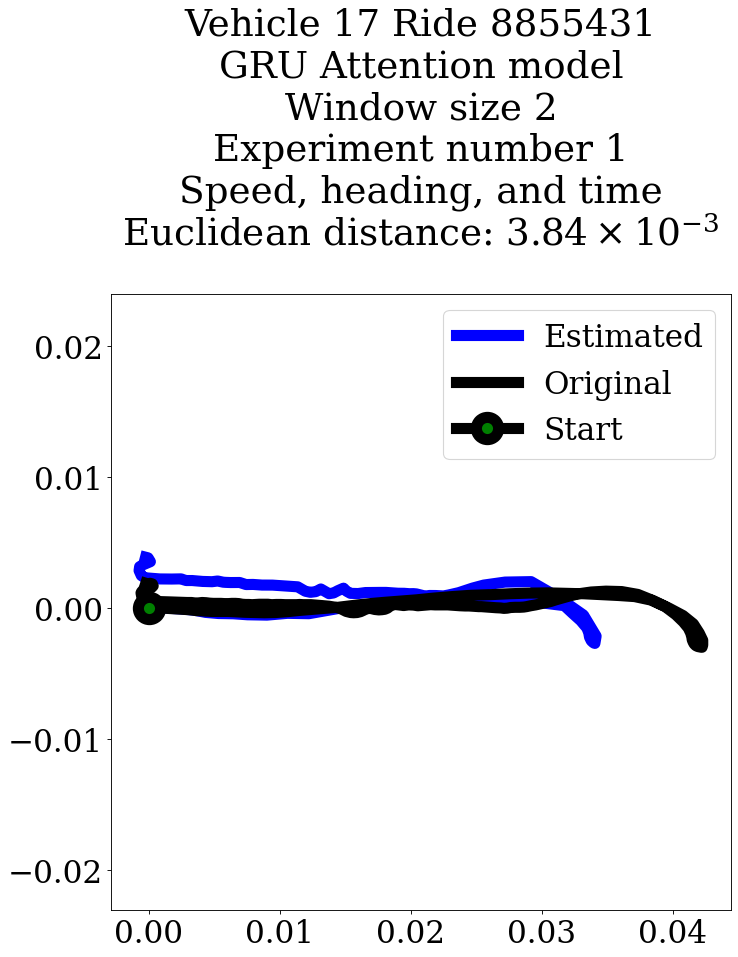 Vehicle 17 Ride 8855431
GRU Attention model
Window size 2
Experiment number 1
Speed, heading, and time
Euclidean distance: 3.84 × 10⁻³
Estimated
Original
Start
0.02
0.01
0.00
−0.01
−0.02
0.00 0.01 0.02 0.03 0.04